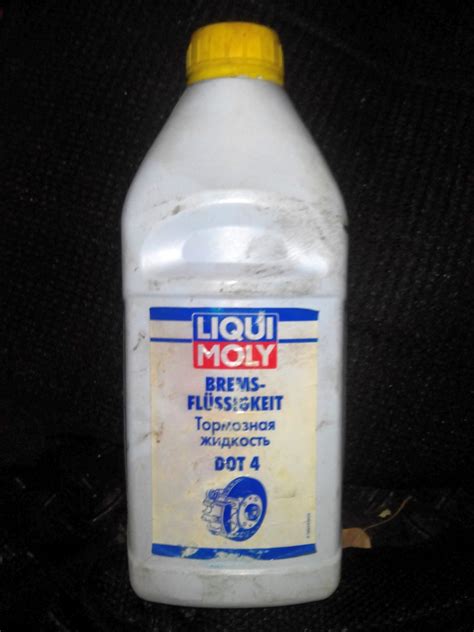 LIQUI
MOLY
BREMS-
FLÜSSIGKEIT
Тормозная
жидкость
DOT 4